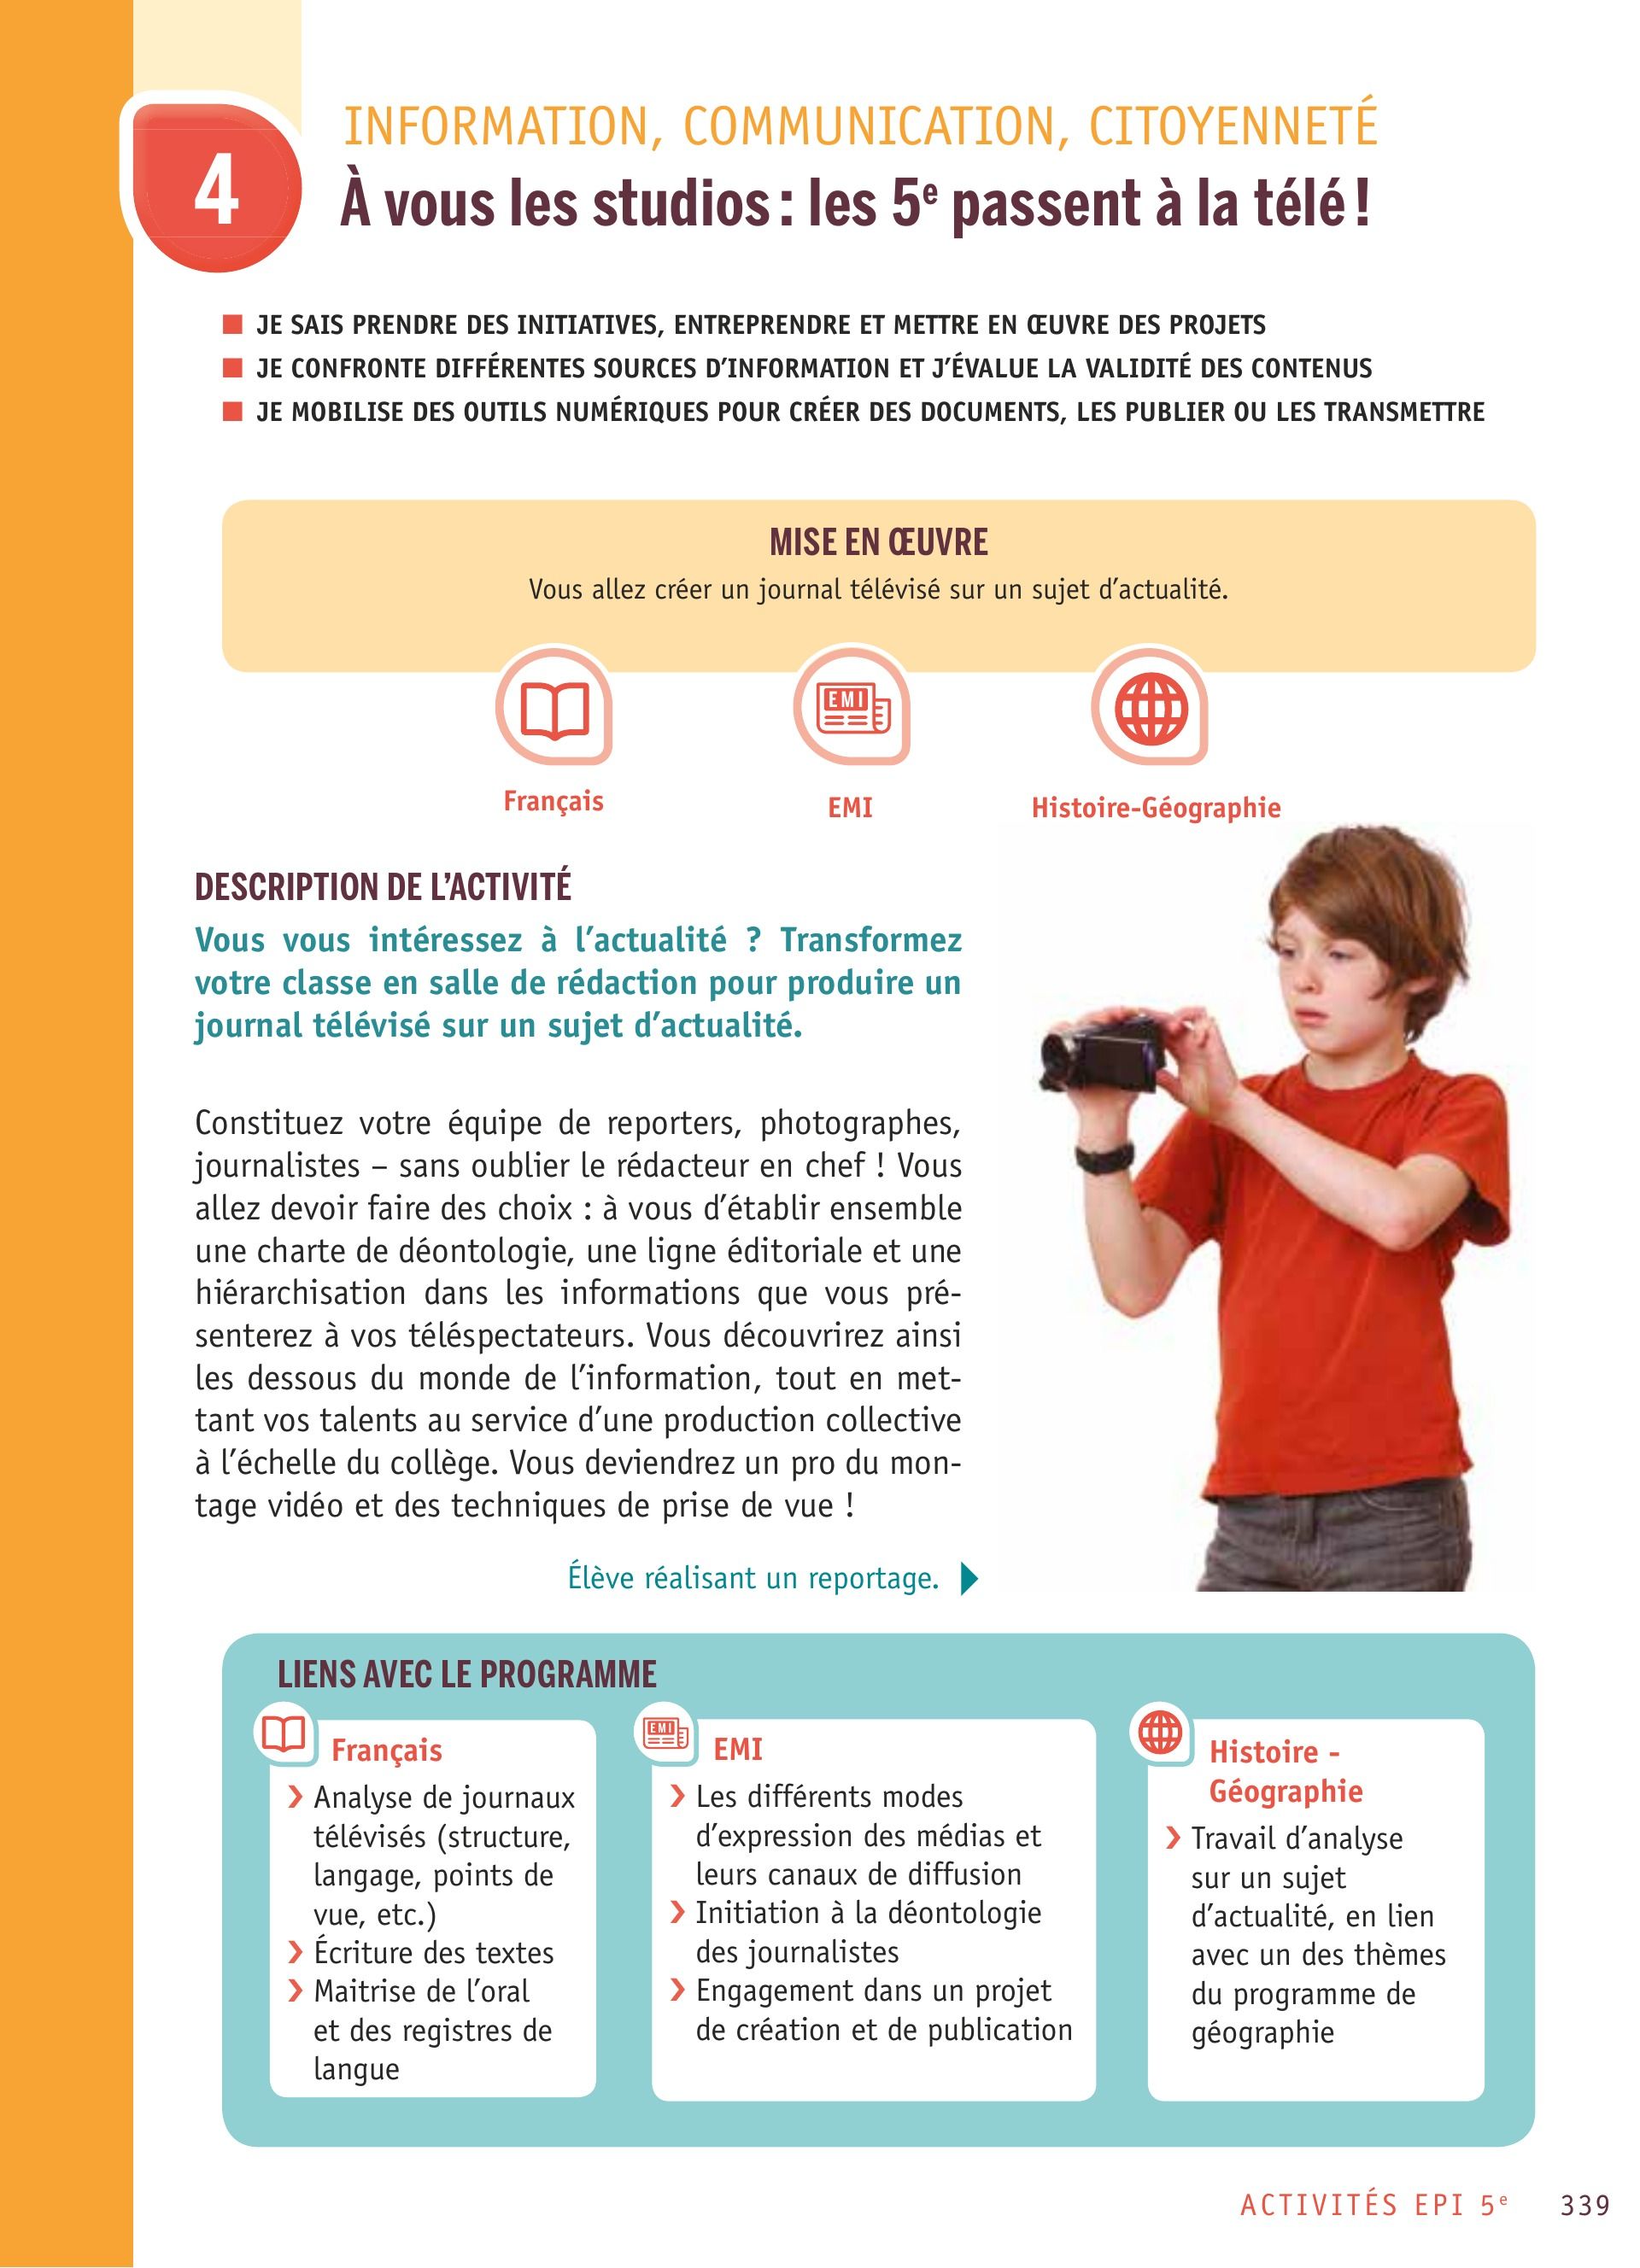 4
INFORMATION, COMMUNICATION, CITOYENNETÉ
À vous les studios : les 5e passent à la télé !
JE SAIS PRENDRE DES INITIATIVES, ENTREPRENDRE ET METTRE EN ŒUVRE DES PROJETS
JE CONFRONTE DIFFÉRENTES SOURCES D’INFORMATION ET J’ÉVALUE LA VALIDITÉ DES CONTENUS
JE MOBILISE DES OUTILS NUMÉRIQUES POUR CRÉER DES DOCUMENTS, LES PUBLIER OU LES TRANSMETTRE
MISE EN ŒUVRE
Vous allez créer un journal télévisé sur un sujet d’actualité.
EMI
Français
EMI
Histoire-Géographie
DESCRIPTION DE L’ACTIVITÉ
Vous vous intéressez à l’actualité ? Transformez
votre classe en salle de rédaction pour produire un
journal télévisé sur un sujet d’actualité.
Constituez votre équipe de reporters, photographes,
journalistes – sans oublier le rédacteur en chef ! Vous
allez devoir faire des choix : à vous d’établir ensemble
une charte de déontologie, une ligne éditoriale et une
hiérarchisation dans les informations que vous pré-
senterez à vos téléspectateurs. Vous découvrirez ainsi
les dessous du monde de l’information, tout en met-
tant vos talents au service d’une production collective
à l’échelle du collège. Vous deviendrez un pro du mon-
tage vidéo et des techniques de prise de vue !
Élève réalisant un reportage.
LIENS AVEC LE PROGRAMME
Français
Analyse de journaux
télévisés (structure,
langage, points de
vue, etc.)
Écriture des textes
Maitrise de l’oral
et des registres de
langue
EMI
EMI
Les différents modes
d’expression des médias et
leurs canaux de diffusion
Initiation à la déontologie
des journalistes
Engagement dans un projet
de création et de publication
Histoire -
Géographie
Travail d’analyse
sur un sujet
d’actualité, en lien
avec un des thèmes
du programme de
géographie
ACTIVITÉS EPI 5e 339